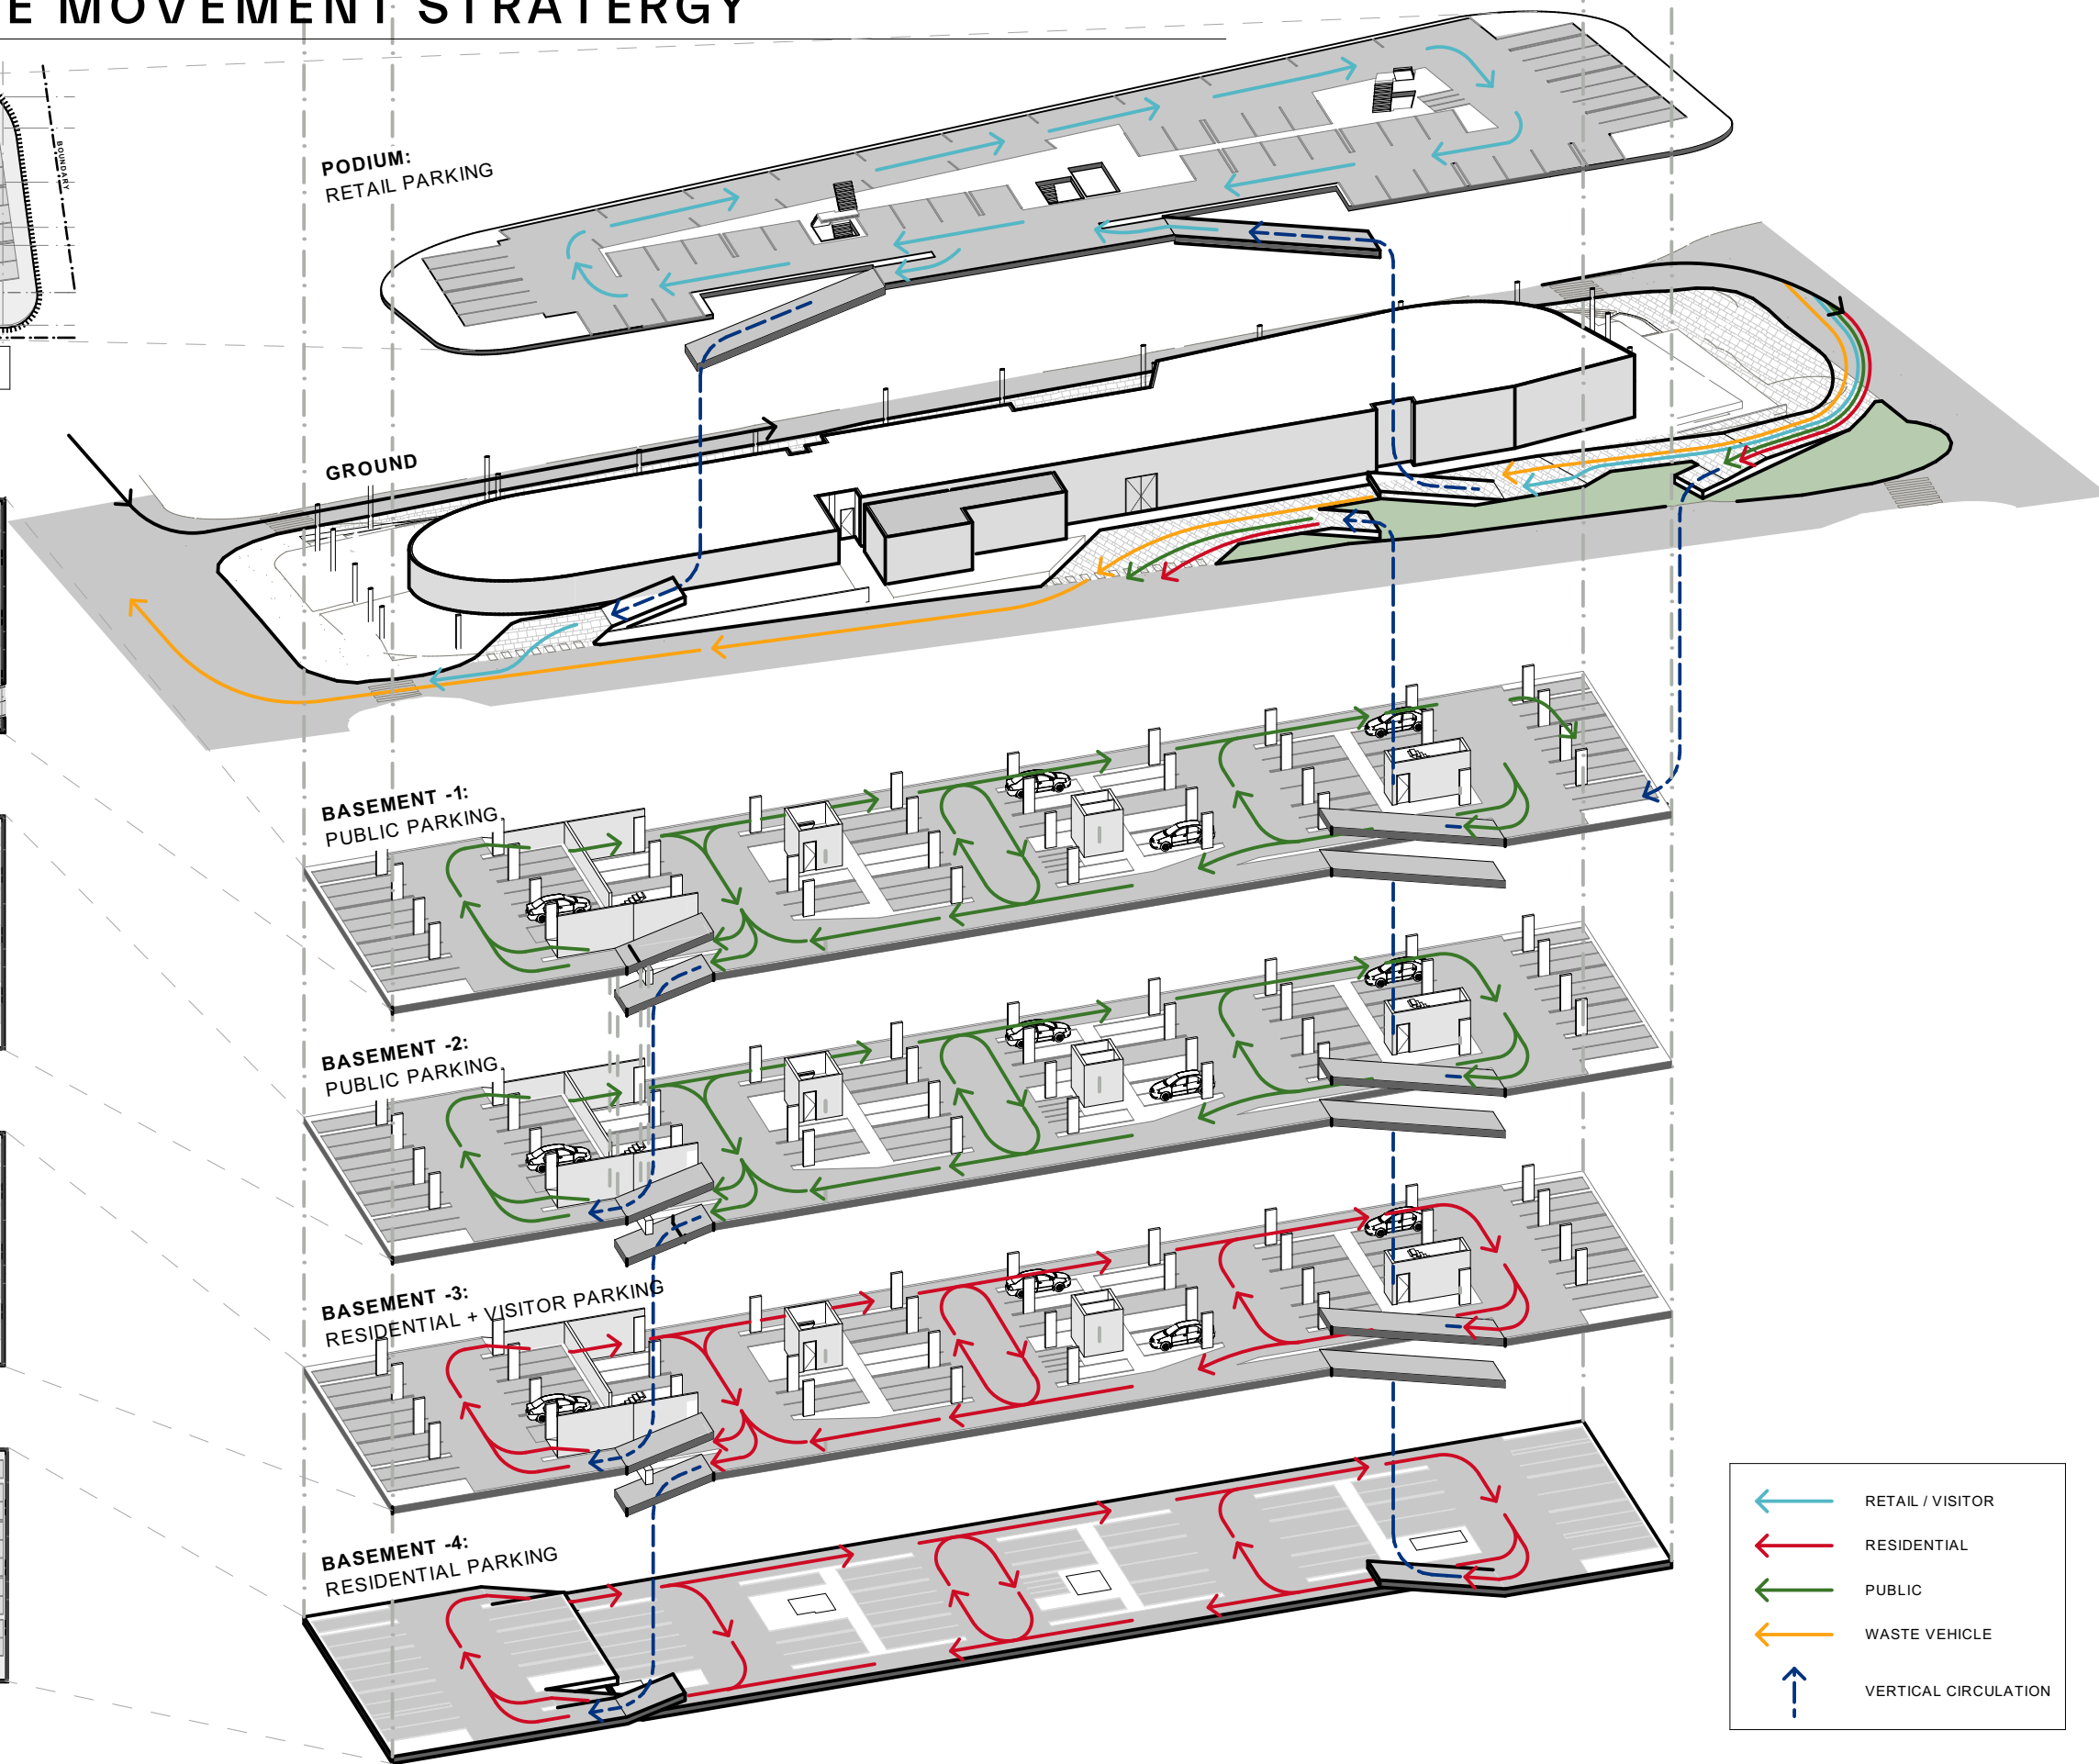 E MOVEMENT STRATERGY
BOUNDARY
PODIUM:
RETAIL PARKING
GROUND
BASEMENT -1:
PUBLIC PARKING
BASEMENT -2:
PUBLIC PARKING
BASEMENT -3:
RESIDENTIAL + VISITOR PARKING
BASEMENT -4:
RESIDENTIAL PARKING
RETAIL / VISITOR
RESIDENTIAL
PUBLIC
WASTE VEHICLE
VERTICAL CIRCULATION